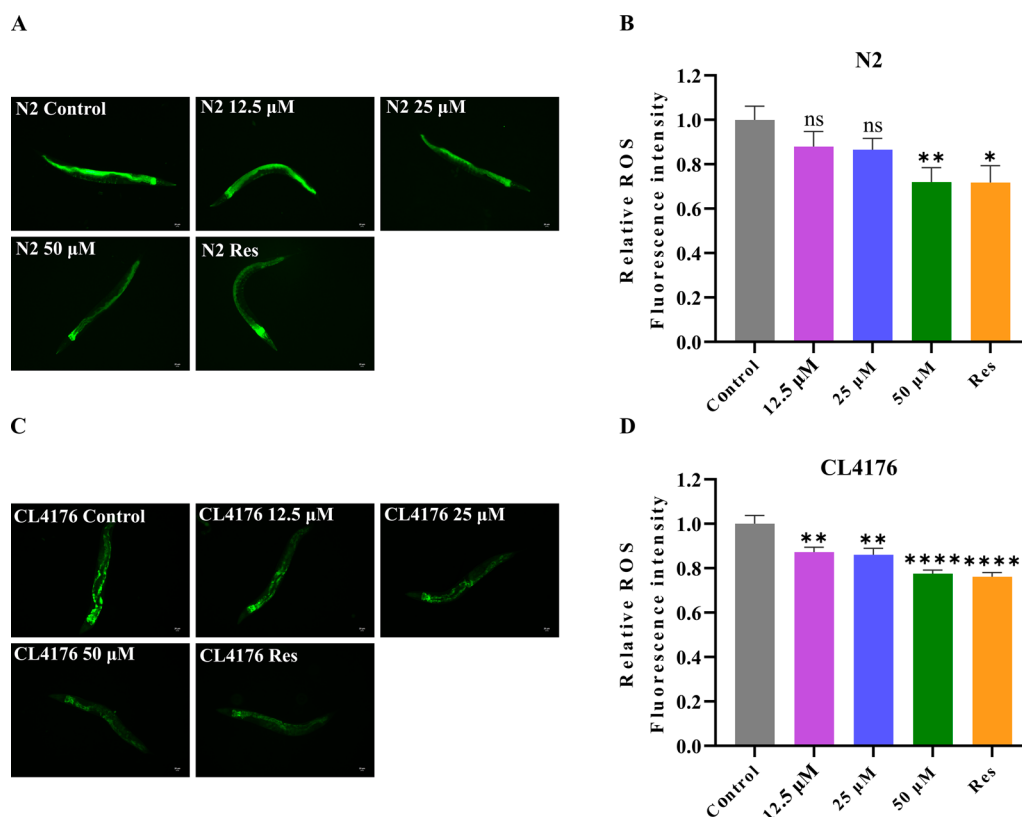 A
N2 Control
N2 12.5 μM
N2 25 μM
N2 50 μM
N2 Res
B
N2
Relative ROS
Fluorescence intensity
1.2
1.0
0.8
0.6
0.4
0.2
0.0
ns
ns
**
*
Control
12.5 μM
25 μM
50 μM
Res
C
CL4176 Control
CL4176 12.5 μM
CL4176 25 μM
CL4176 50 μM
CL4176 Res
D
CL4176
Relative ROS
Fluorescence intensity
1.2
1.0
0.8
0.6
0.4
0.2
0.0
**
**
****
****
Control
12.5 μM
25 μM
50 μM
Res